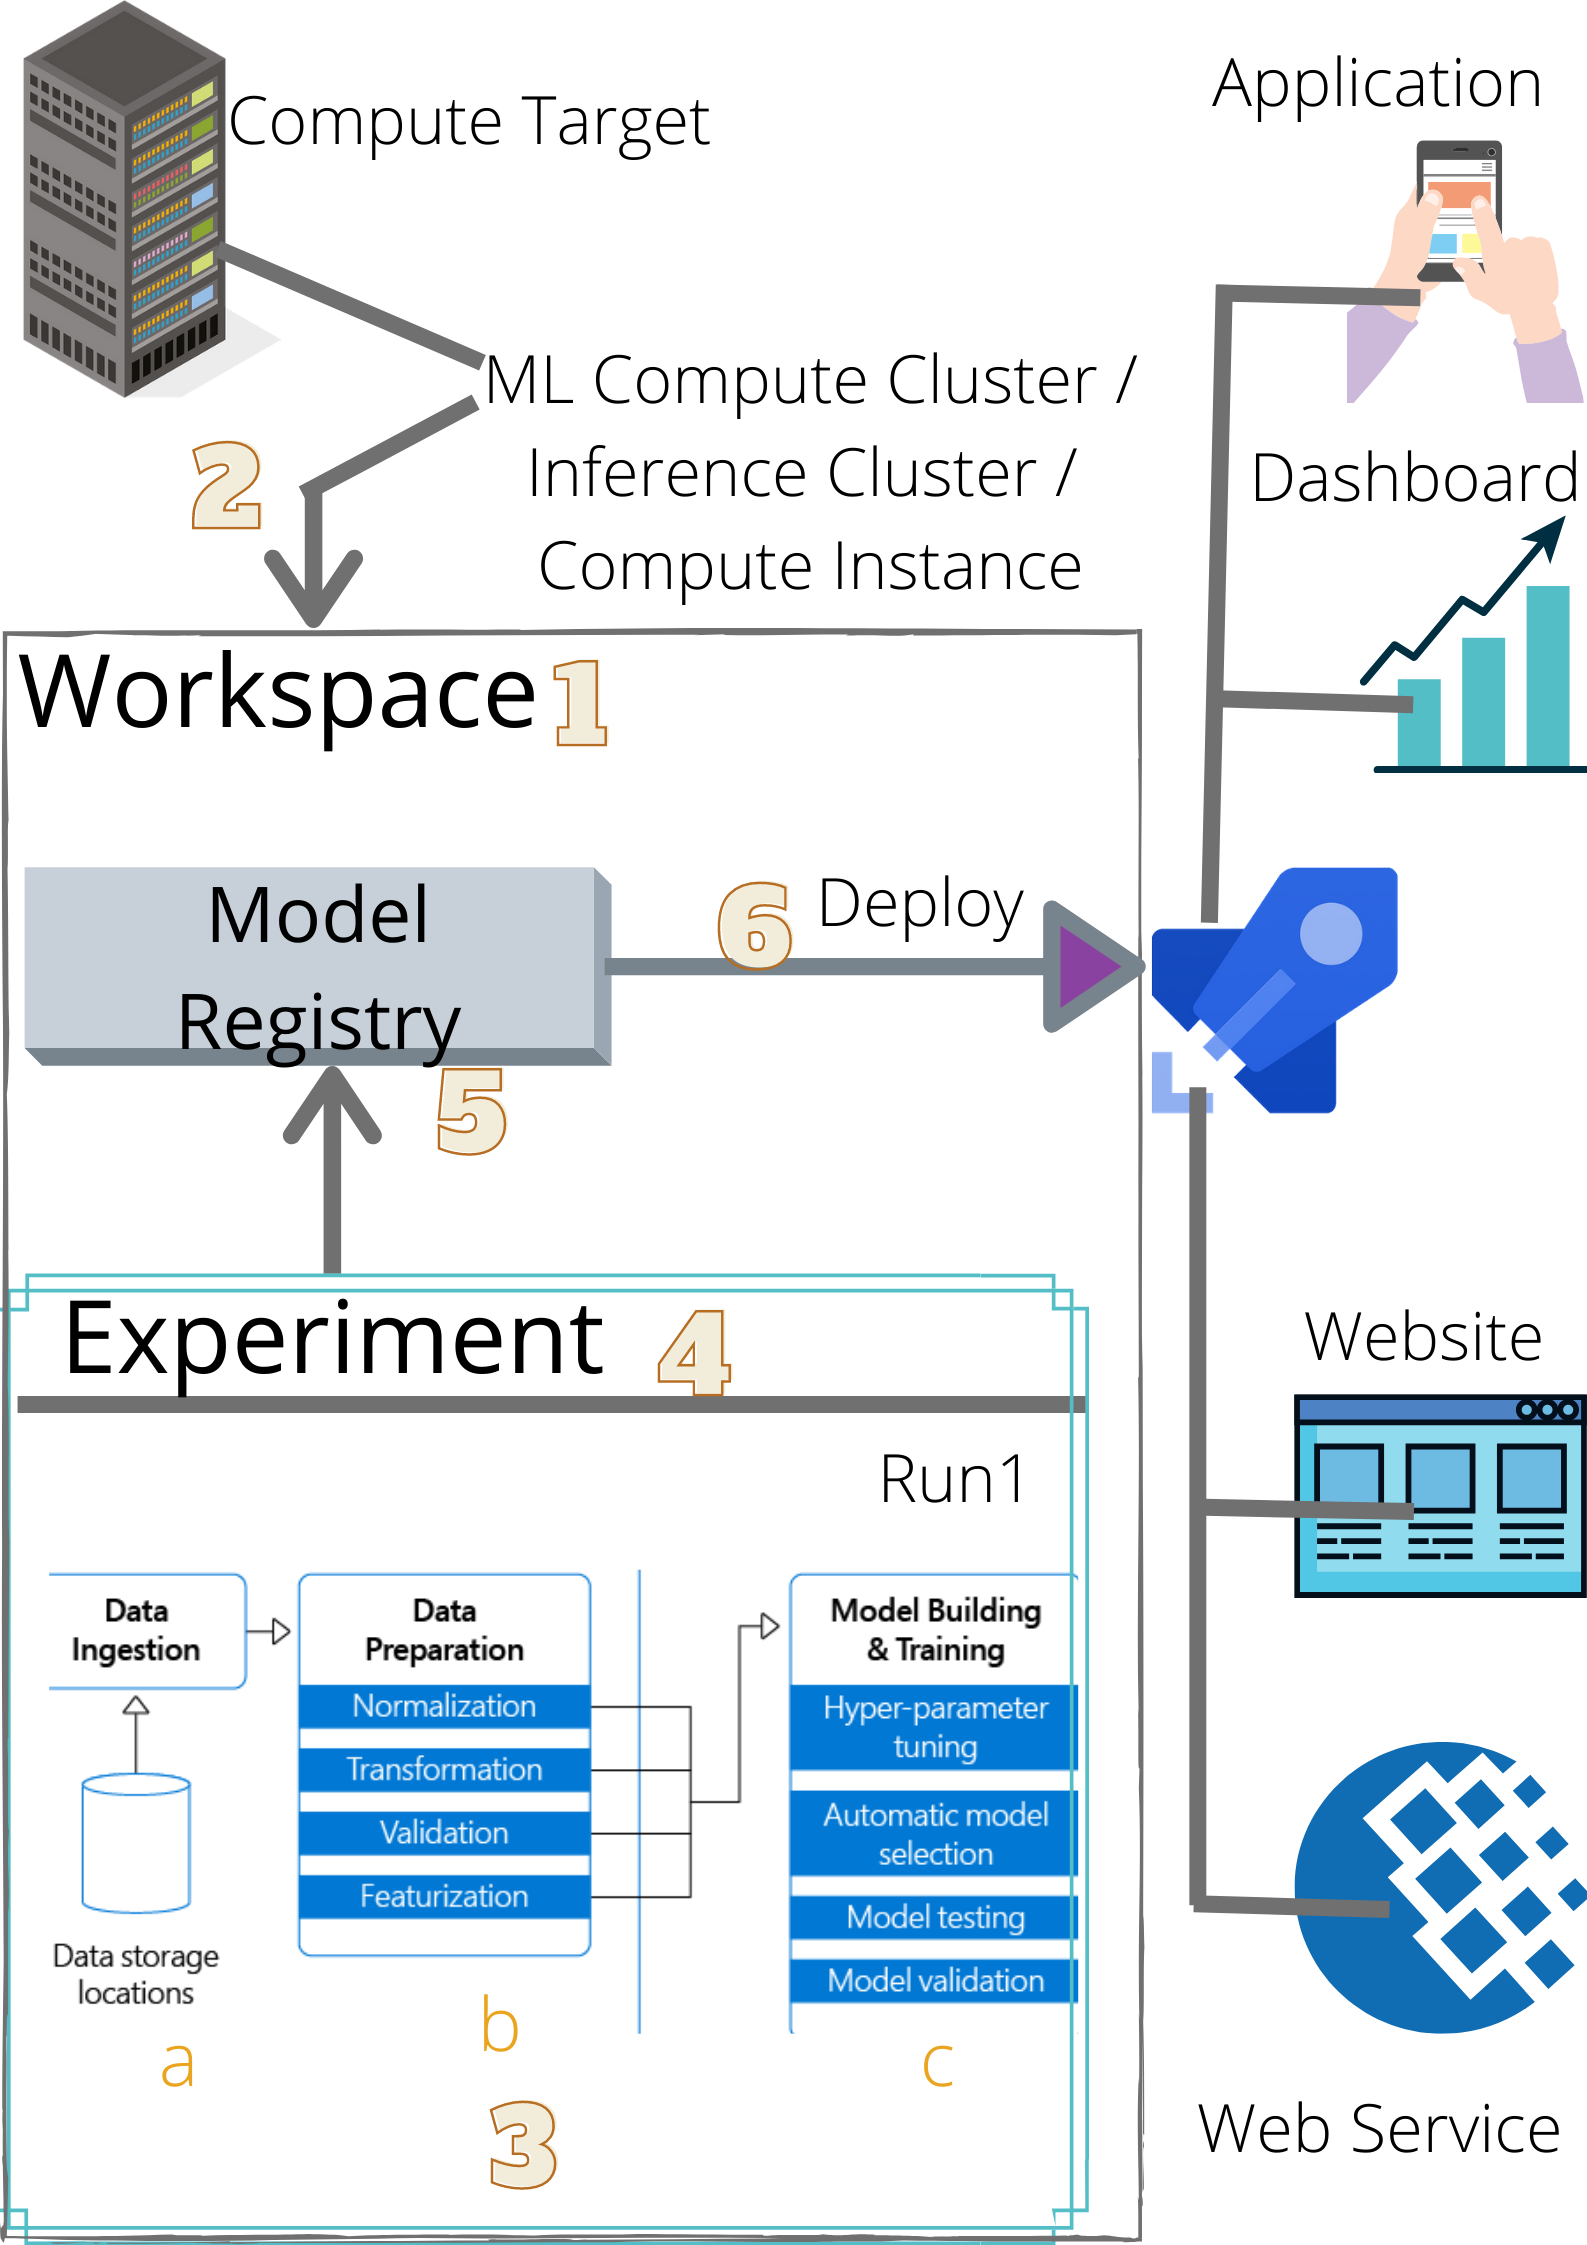 Compute Target
ML Compute Cluster /
Inference Cluster /
Compute Instance
2
Workspace
1
Model
Registry
5
6
Deploy
Experiment
4
Run1
Data
Ingestion
Data storage
locations
a
Data
Preparation
Normalization
Transformation
Validation
Featurization
b
Model Building
& Training
Hyper-parameter
tuning
Automatic model
selection
Model testing
Model validation
c
3
Application
Dashboard
Website
Web Service